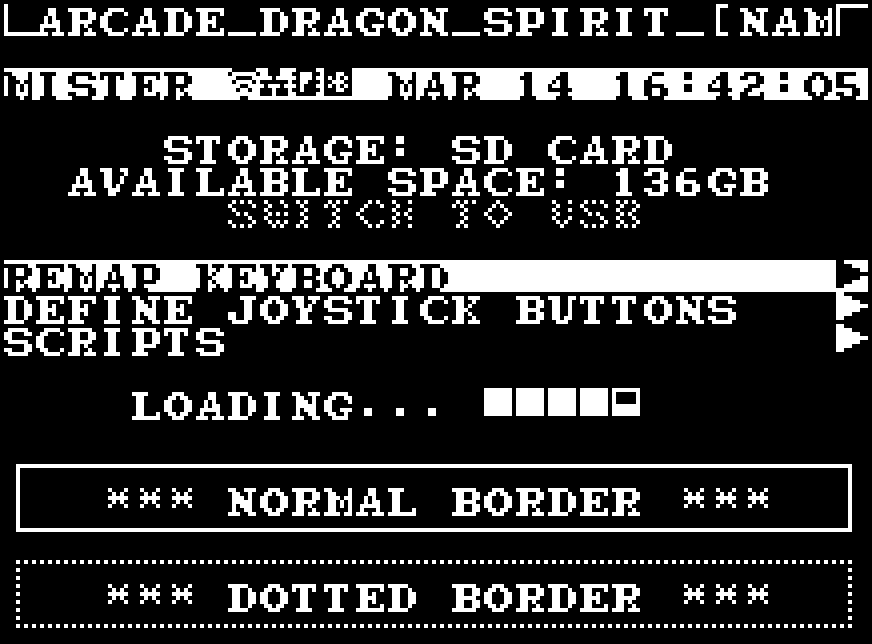 ARCADE_DRAGON_SPIRIT_[NAM
MISTER MAR 14 16:42:05
STORAGE: SD CARD
AVAILABLE SPACE: 136GB
SWITCH TO USB
REMAP KEYBOARD
DEFINE JOYSTICK BUTTONS
SCRIPTS
LOADING...
*** NORMAL BORDER ***
*** DOTTED BORDER ***